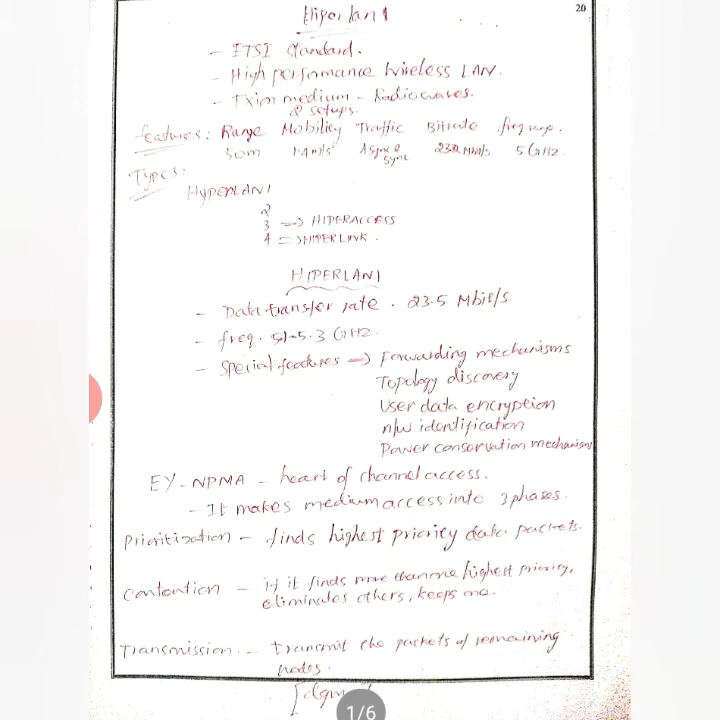 20
Hiperlan 1
- ETSI standard.
- High performance Wireless LAN.
- Txion medium - Radiowaves.
& setups.
features: Range Mobility Traffic Bitrate freq range.
50m 1.4m/s Async & 23.2 Mbit/s 5 GHz
sync
Types:
HYPERLAN1
2
3 => HIPERACCESS
4 => HIPERLINK.
HIPERLAN1
- Data transfer rate. 23.5 Mbit/s
- freq. 5.1-5.3 GHZ.
- Special features => Forwarding mechanisms
Topology discovery
User data encryption
n/w identification
Power conservation mechanism
EY-NPMA - heart of channel access.
- It makes medium access into 3 phases.
Prioritization - finds highest priority data packets.
Contention - if it finds more than one highest priority,
eliminates others, keeps one.
Transmission. - transmit the packets of remaining
nodes.
1/6